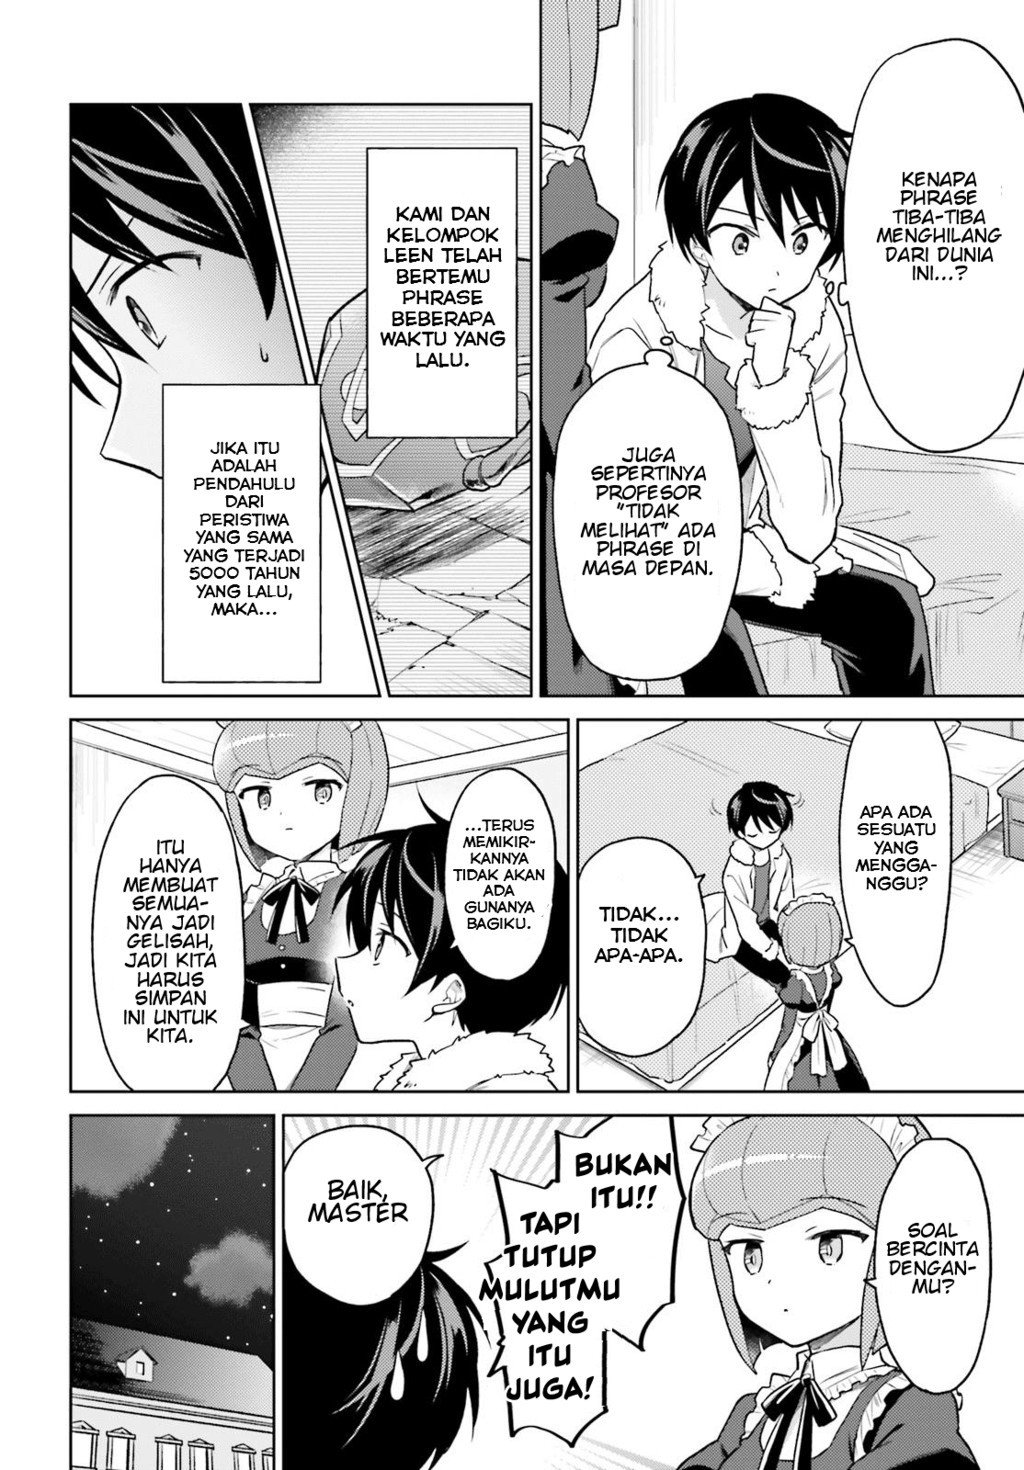 KENAPA
PHRASE
TIBA-TIBA
MENGHILANG
DARI DUNIA
INI...?
JUGA
SEPERTINYA
PROFESOR
"TIDAK
MELIHAT" ADA
PHRASE DI
MASA DEPAN.
KAMI DAN
KELOMPOK
LEEN TELAH
BERTEMU
PHRASE
BEBERAPA
WAKTU YANG
LALU.
JIKA ITU
ADALAH
PENDAHULU
DARI
PERISTIWA
YANG SAMA
YANG TERJADI
5000 TAHUN
YANG LALU,
MAKA...
APA ADA
SESUATU
YANG
MENGGA-
NGGU?
TIDAK...
TIDAK
APA-APA.
...TERUS
MEMIKIR-
KANNYA
TIDAK AKAN
ADA
GUNANYA
BAGIKU.
ITU
HANYA
MEMBUAT
SEMUA-
NYA JADI
GELISAH,
JADI KITA
HARUS
SIMPAN
INI UNTUK
KITA.
SOAL
BERCINTA
DENGAN-
MU?
BUKAN
ITU!!
TAPI
TUTUP
MULUTMU
YANG
ITU
JUGA!
BAIK,
MASTER